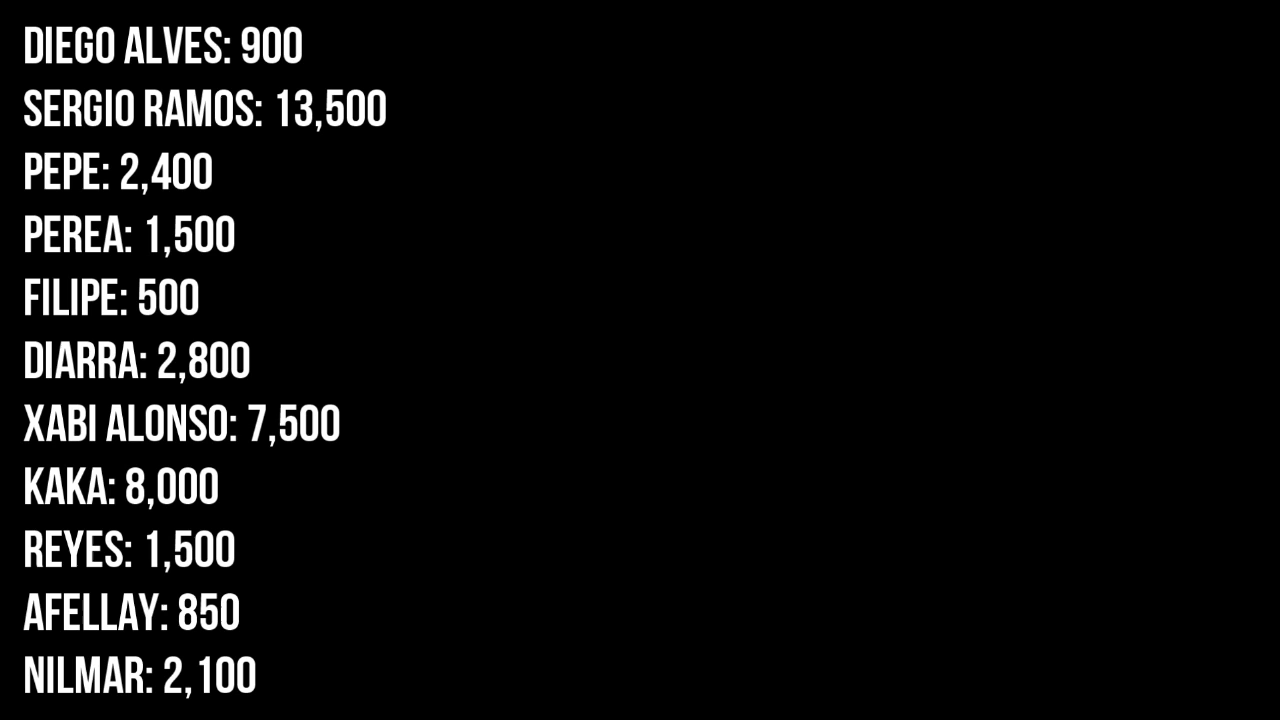 DIEGO ALVES: 900
SERGIO RAMOS: 13,500
PEPE: 2,400
PEREA: 1,500
FILIPE: 500
DIARRA: 2,800
XABI ALONSO: 7,500
KAKA: 8,000
REYES: 1,500
AFELLAY: 850
NILMAR: 2,100